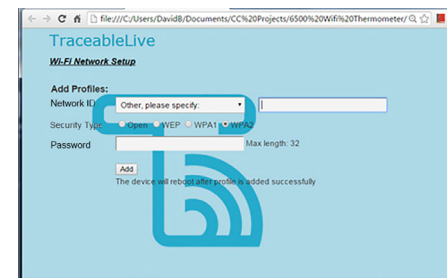 file:///C:/Users/DavidB/Documents/CC%20Projects/6500%20Wifi%20Thermometer/
TraceableLive
WI-FI Network Setup
Add Profiles:
Network ID Other, please specify:
Security Type: Open WEP WPA1 WPA2
Password Max length: 32
Add
The device will reboot after profile is added successfully